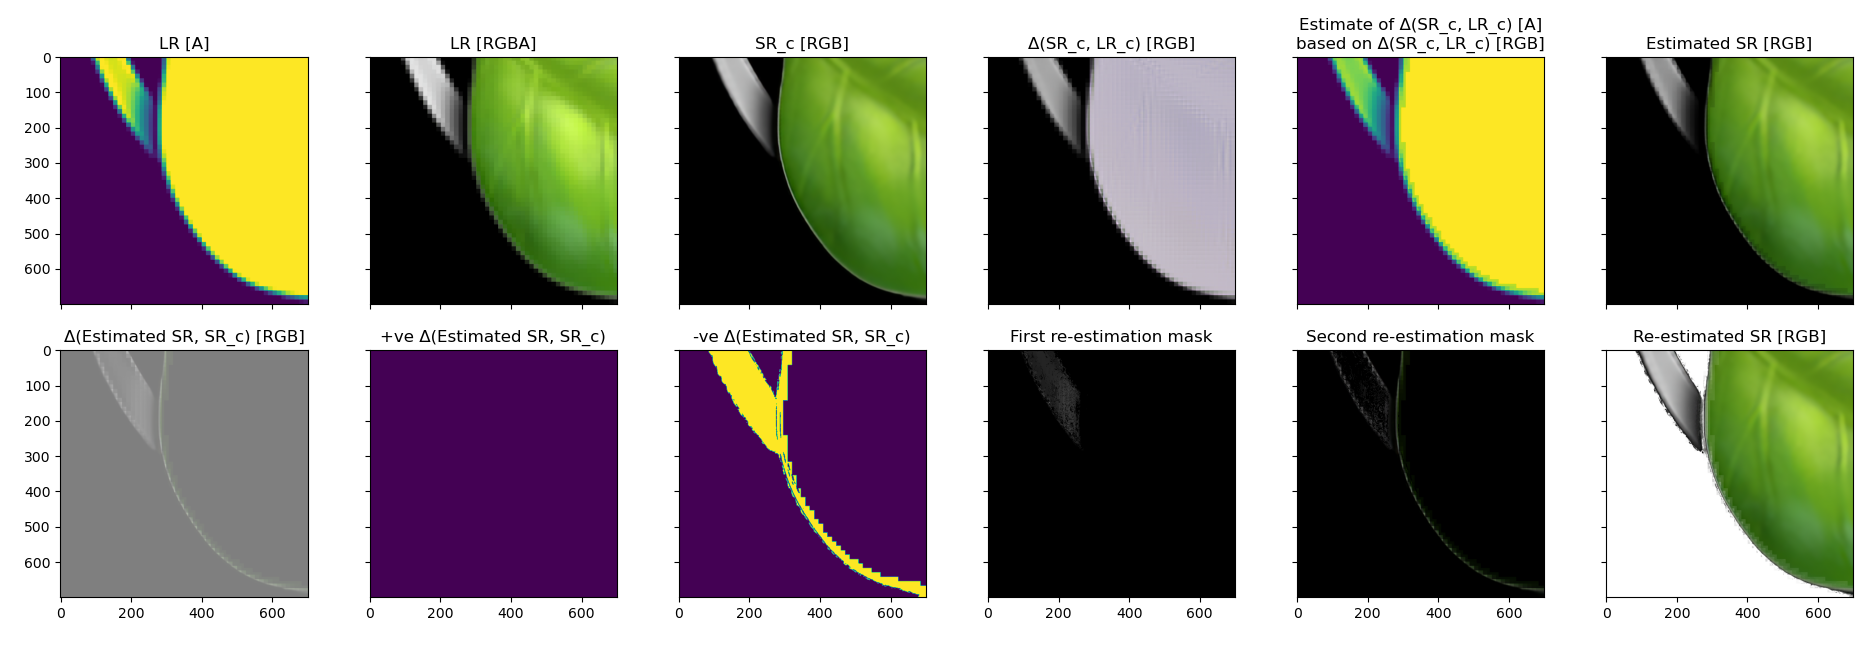 LR [A]
LR [RGBA]
SR_c [RGB]
Δ(SR_c, LR_c) [RGB]
Estimate of Δ(SR_c, LR_c) [A]
based on Δ(SR_c, LR_c) [RGB]
Estimated SR [RGB]
0
100
200
300
400
500
600
0
200
400
600
Δ(Estimated SR, SR_c) [RGB]
+ve Δ(Estimated SR, SR_c)
-ve Δ(Estimated SR, SR_c)
First re-estimation mask
Second re-estimation mask
Re-estimated SR [RGB]
0
100
200
300
400
500
600
0 200 400 600
0 200 400 600
0 200 400 600
0 200 400 600
0 200 400 600
0 200 400 600